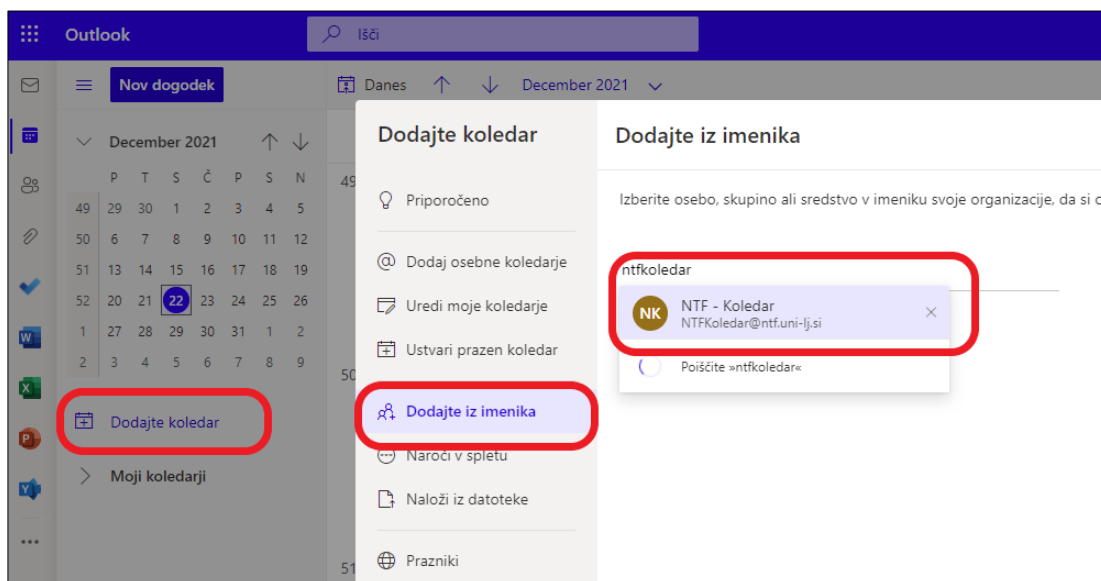 Outlook
Išči
Nov dogodek
Danes
December 2021
December 2021
P T S Č P S N
49 29 30 1 2 3 4 5
50 6 7 8 9 10 11 12
51 13 14 15 16 17 18 19
52 20 21 22 23 24 25 26
1 27 28 29 30 31 1 2
2 3 4 5 6 7 8 9
Dodajte koledar
Moji koledarji
49
50
51
Dodajte koledar
Priporočeno
Dodaj osebne koledarje
Uredi moje koledarje
Ustvari prazen koledar
Dodajte iz imenika
Naroči v spletu
Naloži iz datoteke
Prazniki
Dodajte iz imenika
Izberite osebo, skupino ali sredstvo v imeniku svoje organizacije, da si
ntfkoledar
NK
NTF - Koledar
NTFKoledar@ntf.uni-lj.si
Poiščite »ntfkoledar«